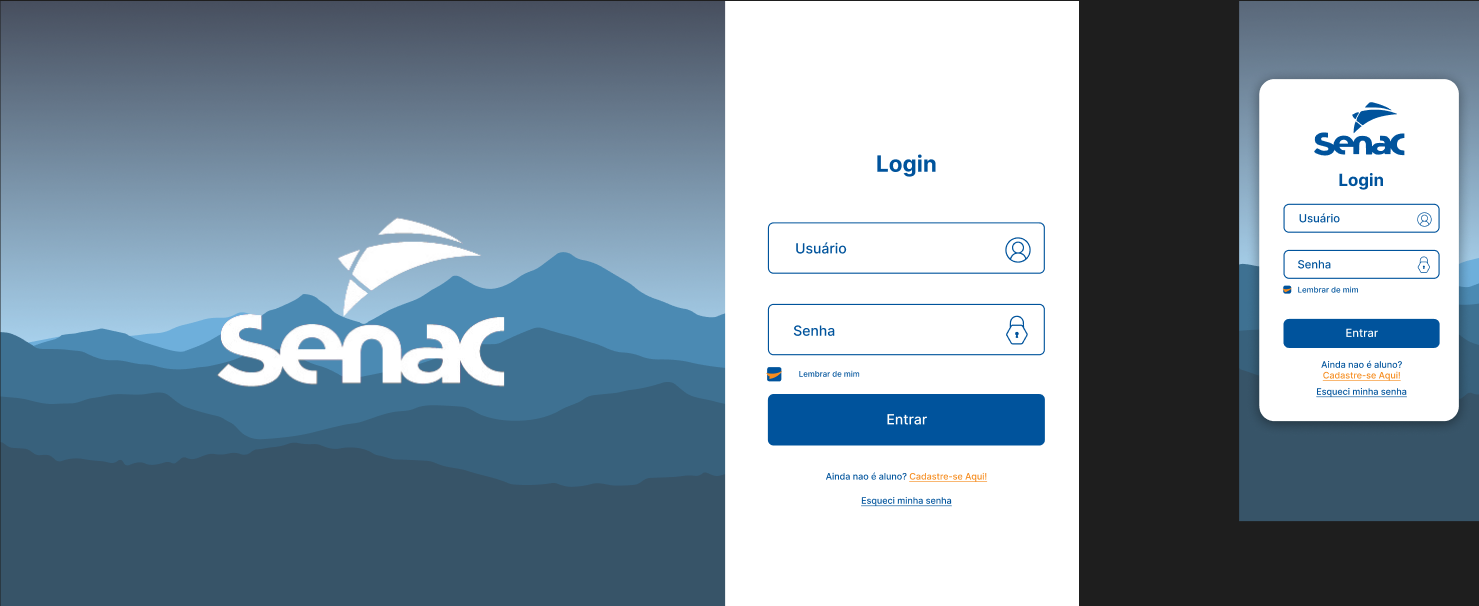 Senac
Login
Usuário
Senha
Lembrar de mim
Entrar
Ainda nao é aluno? Cadastre-se Aqui!
Esqueci minha senha
Senac
Login
Usuário
Senha
Lembrar de mim
Entrar
Ainda nao é aluno?
Cadastre-se Aqui!
Esqueci minha senha